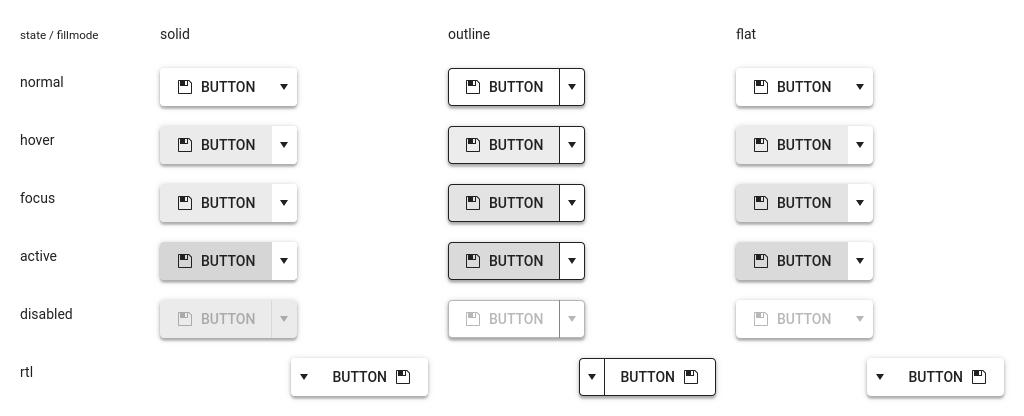 state / fillmode solid outline flat
normal BUTTON BUTTON BUTTON
hover BUTTON BUTTON BUTTON
focus BUTTON BUTTON BUTTON
active BUTTON BUTTON BUTTON
disabled BUTTON BUTTON BUTTON
rtl BUTTON BUTTON BUTTON